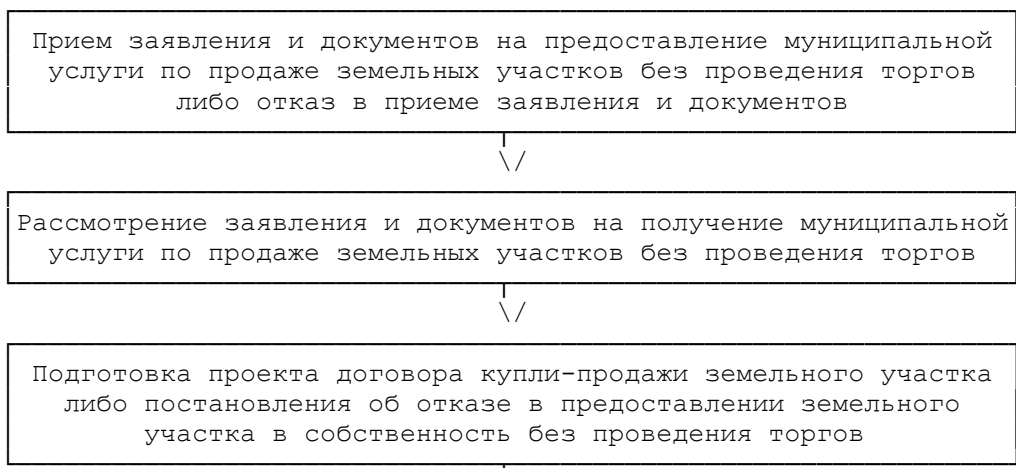 Прием заявления и документов на предоставление муниципальной
услуги по продаже земельных участков без проведения торгов
либо отказ в приеме заявления и документов
\/
Рассмотрение заявления и документов на получение муниципальной
услуги по продаже земельных участков без проведения торгов
\/
Подготовка проекта договора купли-продажи земельного участка
либо постановления об отказе в предоставлении земельного
участка в собственность без проведения торгов